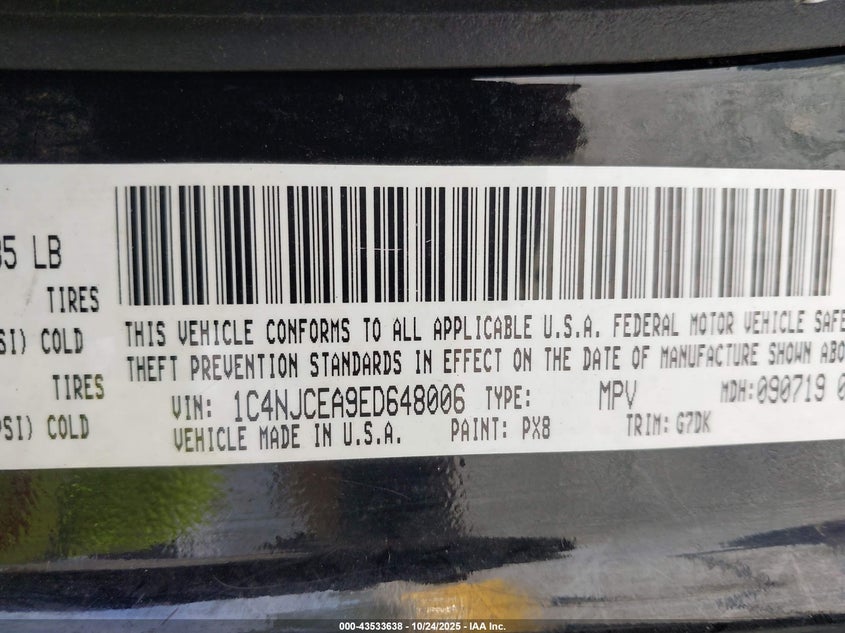 35 LB
TIRES
SI) COLD
TIRES
PSI) COLD
THIS VEHICLE CONFORMS TO ALL APPLICABLE U.S.A. FEDERAL MOTOR VEHICLE SAFE
THEFT PREVENTION STANDARDS IN EFFECT ON THE DATE OF MANUFACTURE SHOWN ABO
VIN: 1C4NJCEA9ED648006 TYPE: MPV MDH:090719 0
VEHICLE MADE IN U.S.A. PAINT: PX8 TRIM: G7DK
000-43533638 - 10/24/2025 - IAA Inc.